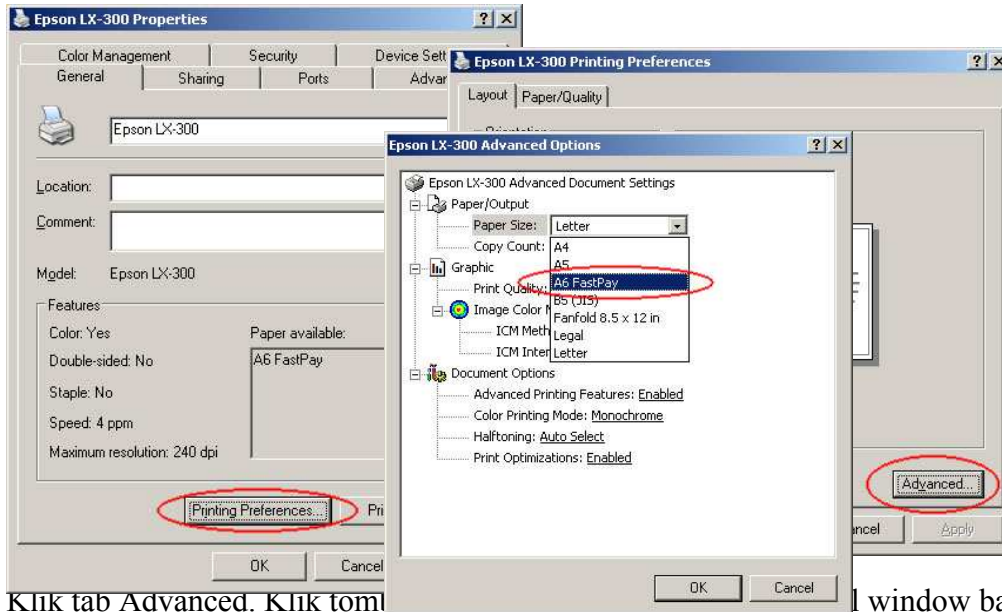 Epson LX-300 Properties
Color Management
Security
Device Sett
General
Sharing
Ports
Advan
Epson LX-300
Location:
Comment:
Model: Epson LX-300
Features
Color: Yes
Double-sided: No
Staple: No
Speed: 4 ppm
Maximum resolution: 240 dpi
Paper available:
A6 FastPay
Printing Preferences...
Pri
OK
Cancel
Epson LX-300 Printing Preferences
Layout
Paper/Quality
Orientation
Advanced...
ncel
Apply
Epson LX-300 Advanced Options
Epson LX-300 Advanced Document Settings
Paper/Output
Paper Size: Letter
Copy Count:
A4
A5
A6 FastPay
B5 (JIS)
Fanfold 8.5 x 12 in
Legal
Letter
Graphic
Print Quality:
Image Color M
ICM Meth
ICM Inter
Document Options
Advanced Printing Features: Enabled
Color Printing Mode: Monochrome
Halftoning: Auto Select
Print Optimizations: Enabled
OK
Cancel
Klik tab Advanced. Klik tom
l window ba